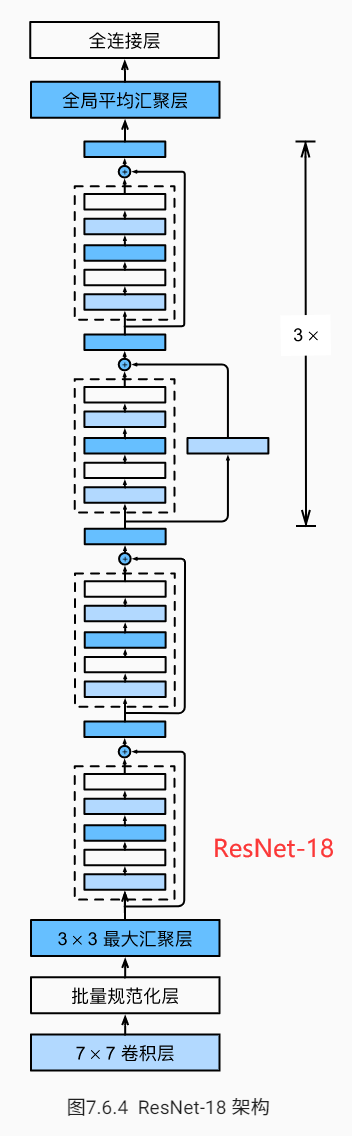 全连接层
全局平均汇聚层
3 ×
ResNet-18
3 × 3 最大汇聚层
批量规范化层
7 × 7 卷积层
图7.6.4 ResNet-18 架构